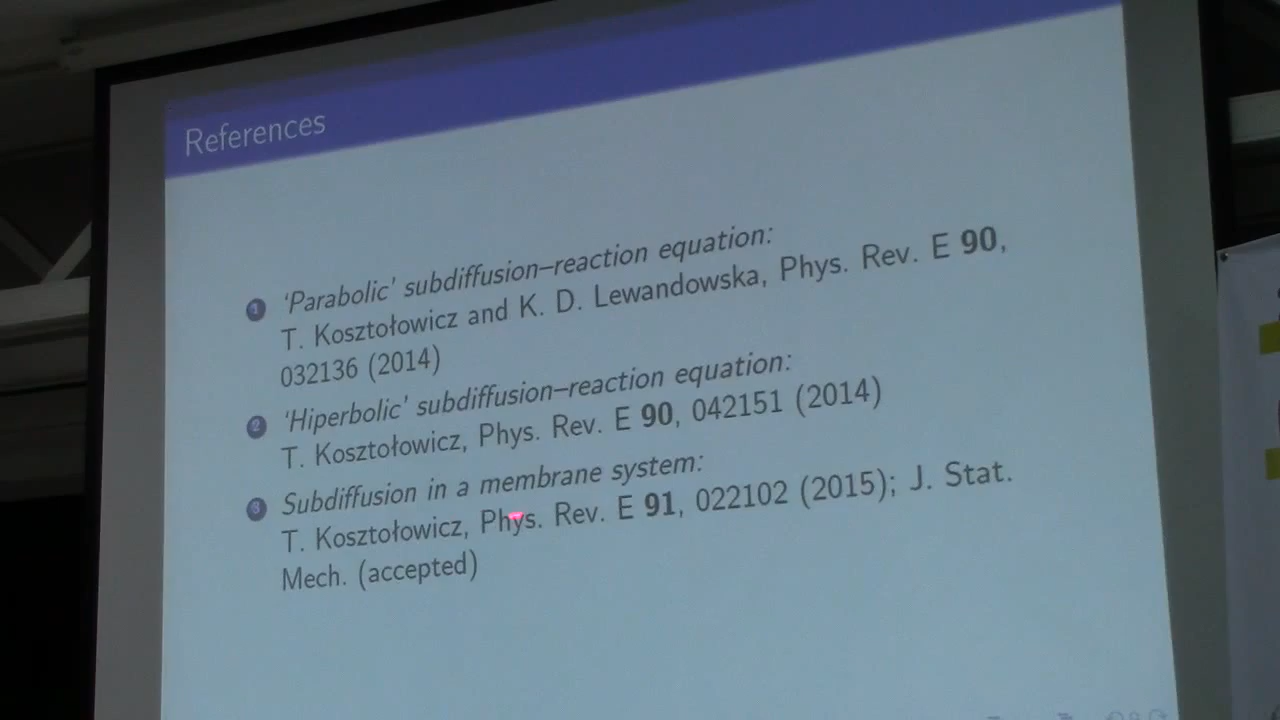 References
1 ‘Parabolic’ subdiffusion–reaction equation:
T. Kosztołowicz and K. D. Lewandowska, Phys. Rev. E 90,
032136 (2014)
2 ‘Hiperbolic’ subdiffusion–reaction equation:
T. Kosztołowicz, Phys. Rev. E 90, 042151 (2014)
3 Subdiffusion in a membrane system:
T. Kosztołowicz, Phys. Rev. E 91, 022102 (2015); J. Stat.
Mech. (accepted)